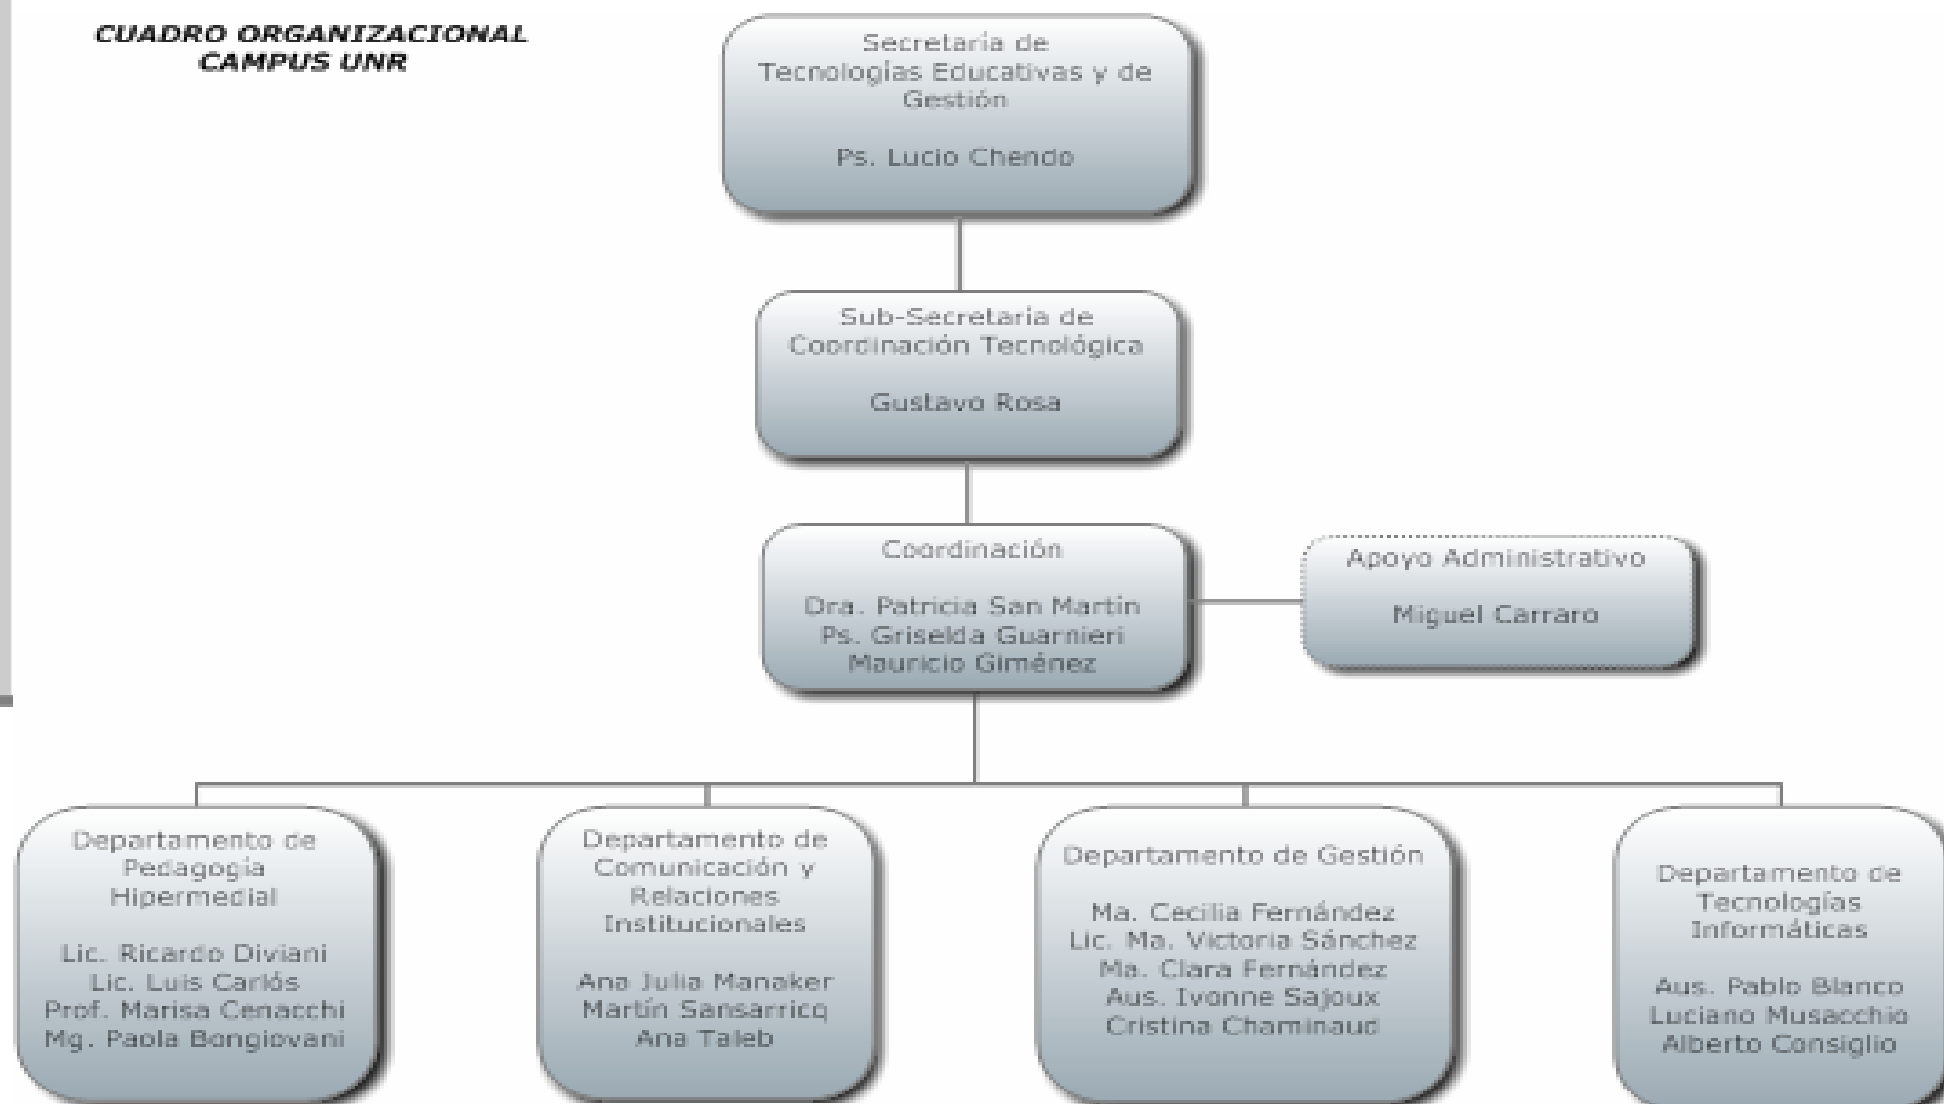 CUADRO ORGANIZACIONAL
CAMPUS UNR
Secretaría de
Tecnologías Educativas y de
Gestión
Ps. Lucio Chendo
Sub-Secretaría de
Coordinación Tecnológica
Gustavo Rosa
Coordinación
Dra. Patricia San Martín
Ps. Griselda Guarnieri
Mauricio Giménez
Apoyo Administrativo
Miguel Carraro
Departamento de
Pedagogía
Hipermedial
Lic. Ricardo Diviani
Lic. Luis Carlós
Prof. Marisa Cenacchi
Mg. Paola Bongiovani
Departamento de
Comunicación y
Relaciones
Institucionales
Ana Julia Manaker
Martín Sansarricq
Ana Taleb
Departamento de Gestión
Ma. Cecilia Fernández
Lic. Ma. Victoria Sánchez
Ma. Clara Fernández
Aus. Ivonne Sajoux
Cristina Chaminaud
Departamento de
Tecnologías
Informáticas
Aus. Pablo Blanco
Luciano Musacchio
Alberto Consiglio